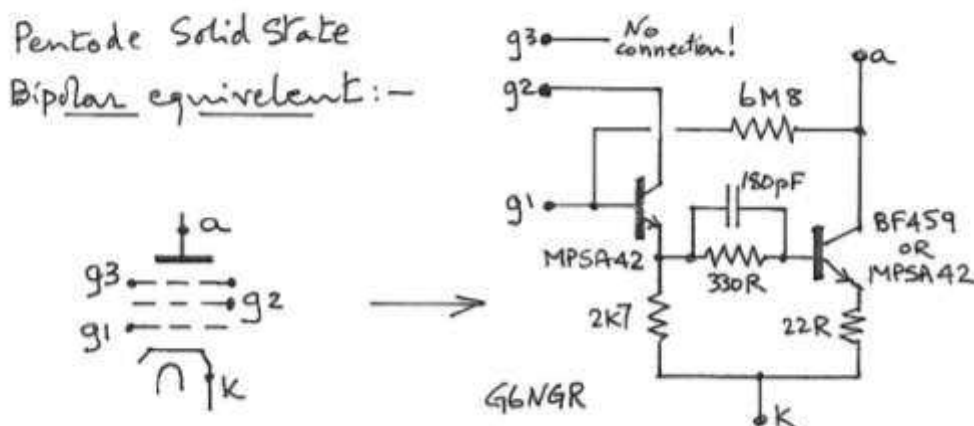 Pentode Solid State
Bipolar equivelent:-
g3 No
connection!
g2
a
6M8
g1
180pF
MPSA42
330R
BF459
OR
MPSA42
2K7
22R
K
G6NGR
a
g3
g2
g1
K